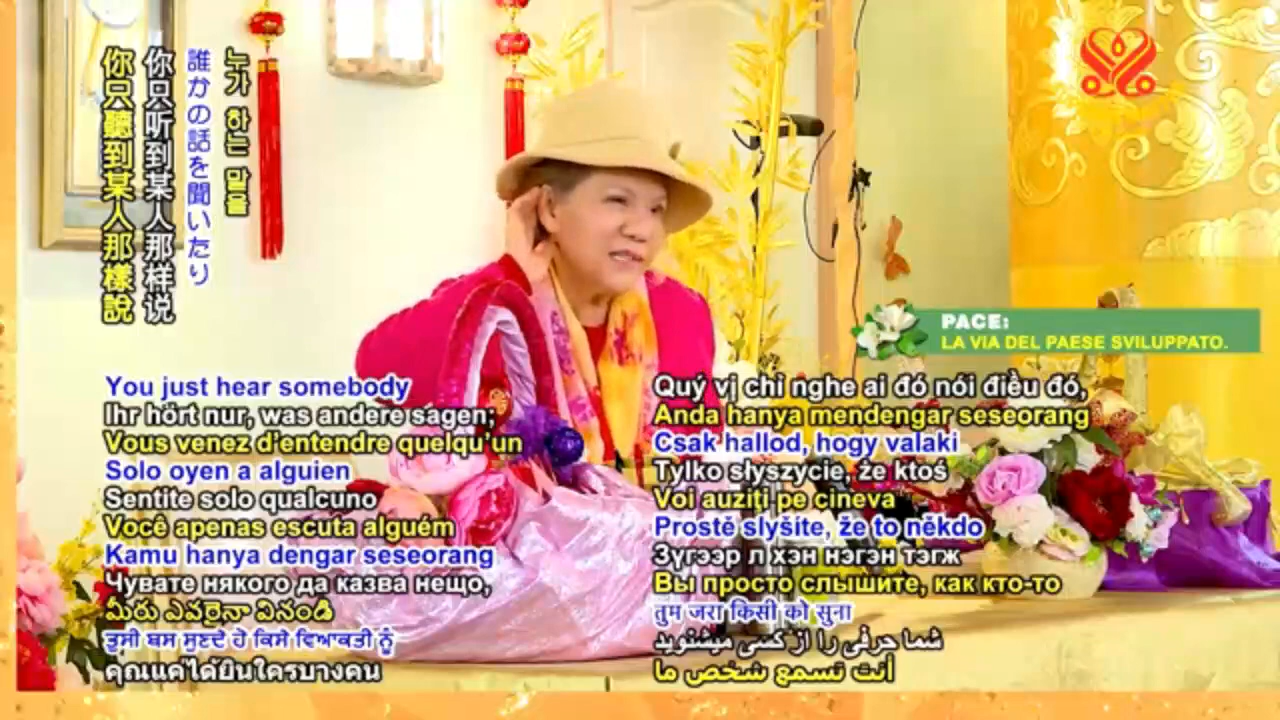 누가 하는 말을
誰かの話を聞いたり
你只听到某人那样说
你只聽到某人那樣說
PACE:
LA VIA DEL PAESE SVILUPPATO.
You just hear somebody
Ihr hört nur, was andere sagen;
Vous venez d'entendre quelqu'un
Solo oyen a alguien
Sentite solo qualcuno
Você apenas escuta alguém
Kamu hanya dengar seseorang
Чувате някого да казва нещо,
మీరు ఎవరైనా వినండి
ਤੁਸੀ ਬਸ ਸੁਣਦੇ ਹੋ ਕਿਸੇ ਵਿਆਕਤੀ ਨੂੰ
คุณแค่ได้ยินใครบางคน
Quý vị chỉ nghe ai đó nói điều đó,
Anda hanya mendengar seseorang
Csak hallod, hogy valaki
Tylko słyszycie, że ktoś
Voi auziți pe cineva
Prostě slyšíte, že to někdo
Зүгээр л хэн нэгэн тэгж
Вы просто слышите, как кто-то
तुम जरा किसी को सुना
شما حرفی را از کسی میشنوید
أنت تسمع شخص ما